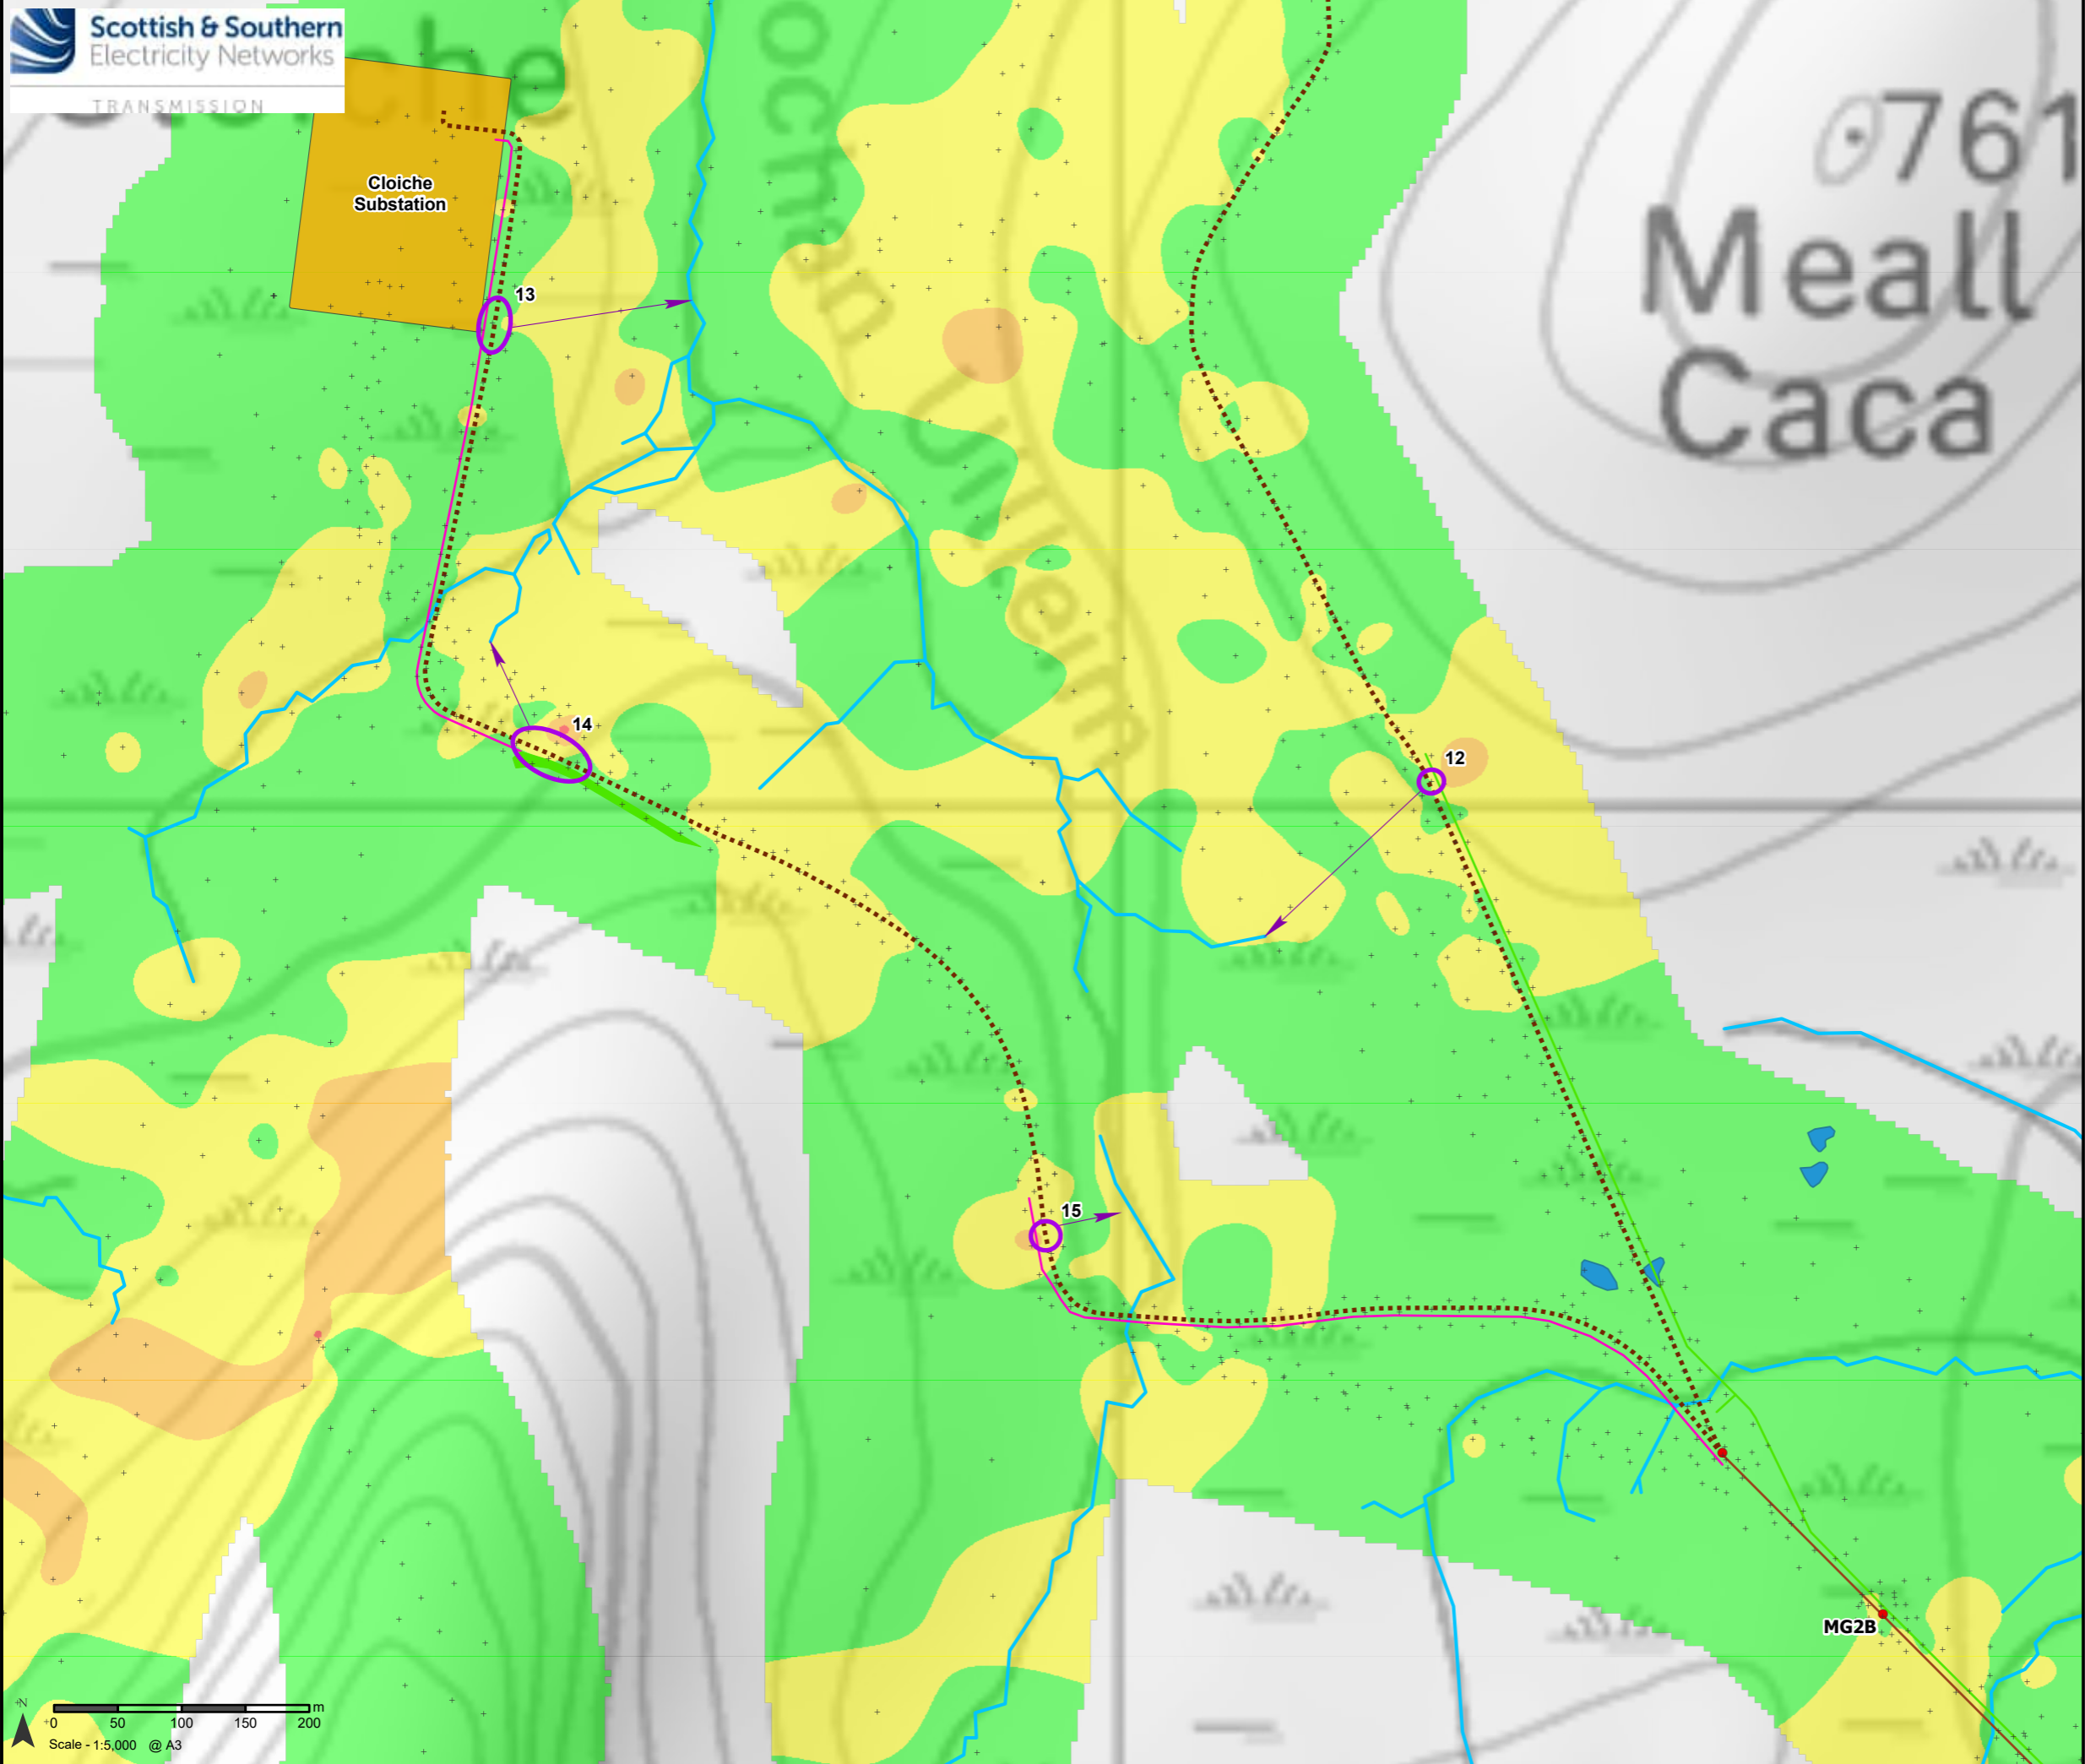 Scottish & Southern
Electricity Networks
TRANSMISSION
Cloiche
Substation
13
761
Meall
Caca
Uilleim
14
12
15
MG2B
N
0 50 100 150 200 m
Scale - 1:5,000 @ A3